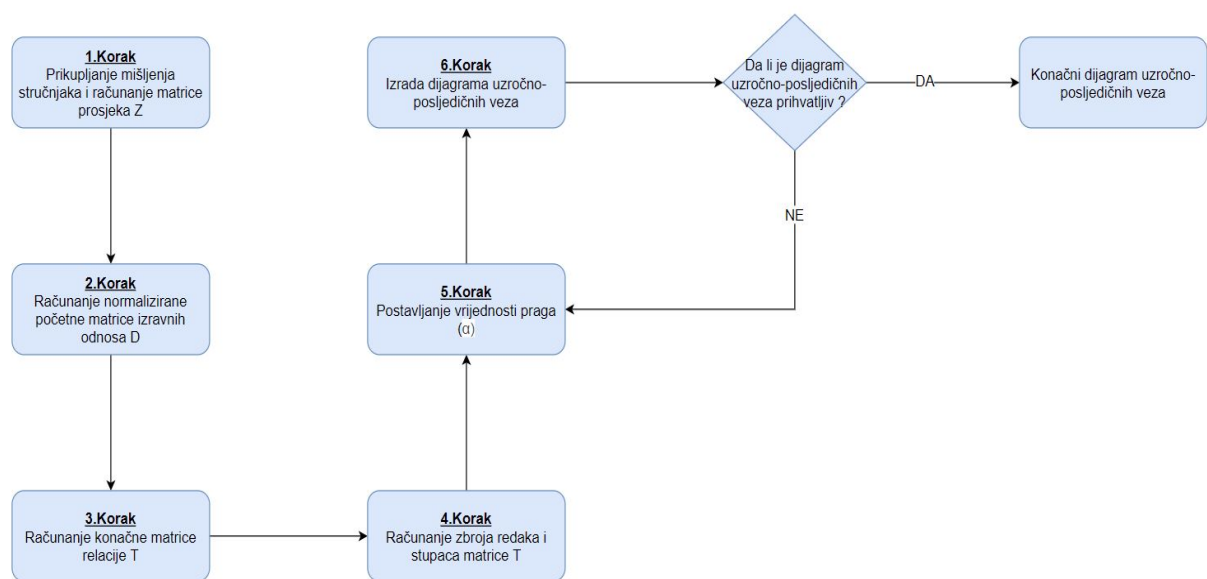 1.Korak
Prikupljanje mišljenja
stručnjaka i računanje matrice
prosjeka Z
2.Korak
Računanje normalizirane
početne matrice izravnih
odnosa D
3.Korak
Računanje konačne matrice
relacije T
4.Korak
Računanje zbroja redaka i
stupaca matrice T
5.Korak
Postavljanje vrijednosti praga
(α)
6.Korak
Izrada dijagrama uzročno-
posljedičnih veza
Da li je dijagram
uzročno-posljedičnih
veza prihvatljiv ?
DA
NE
Konačni dijagram uzročno-
posljedičnih veza